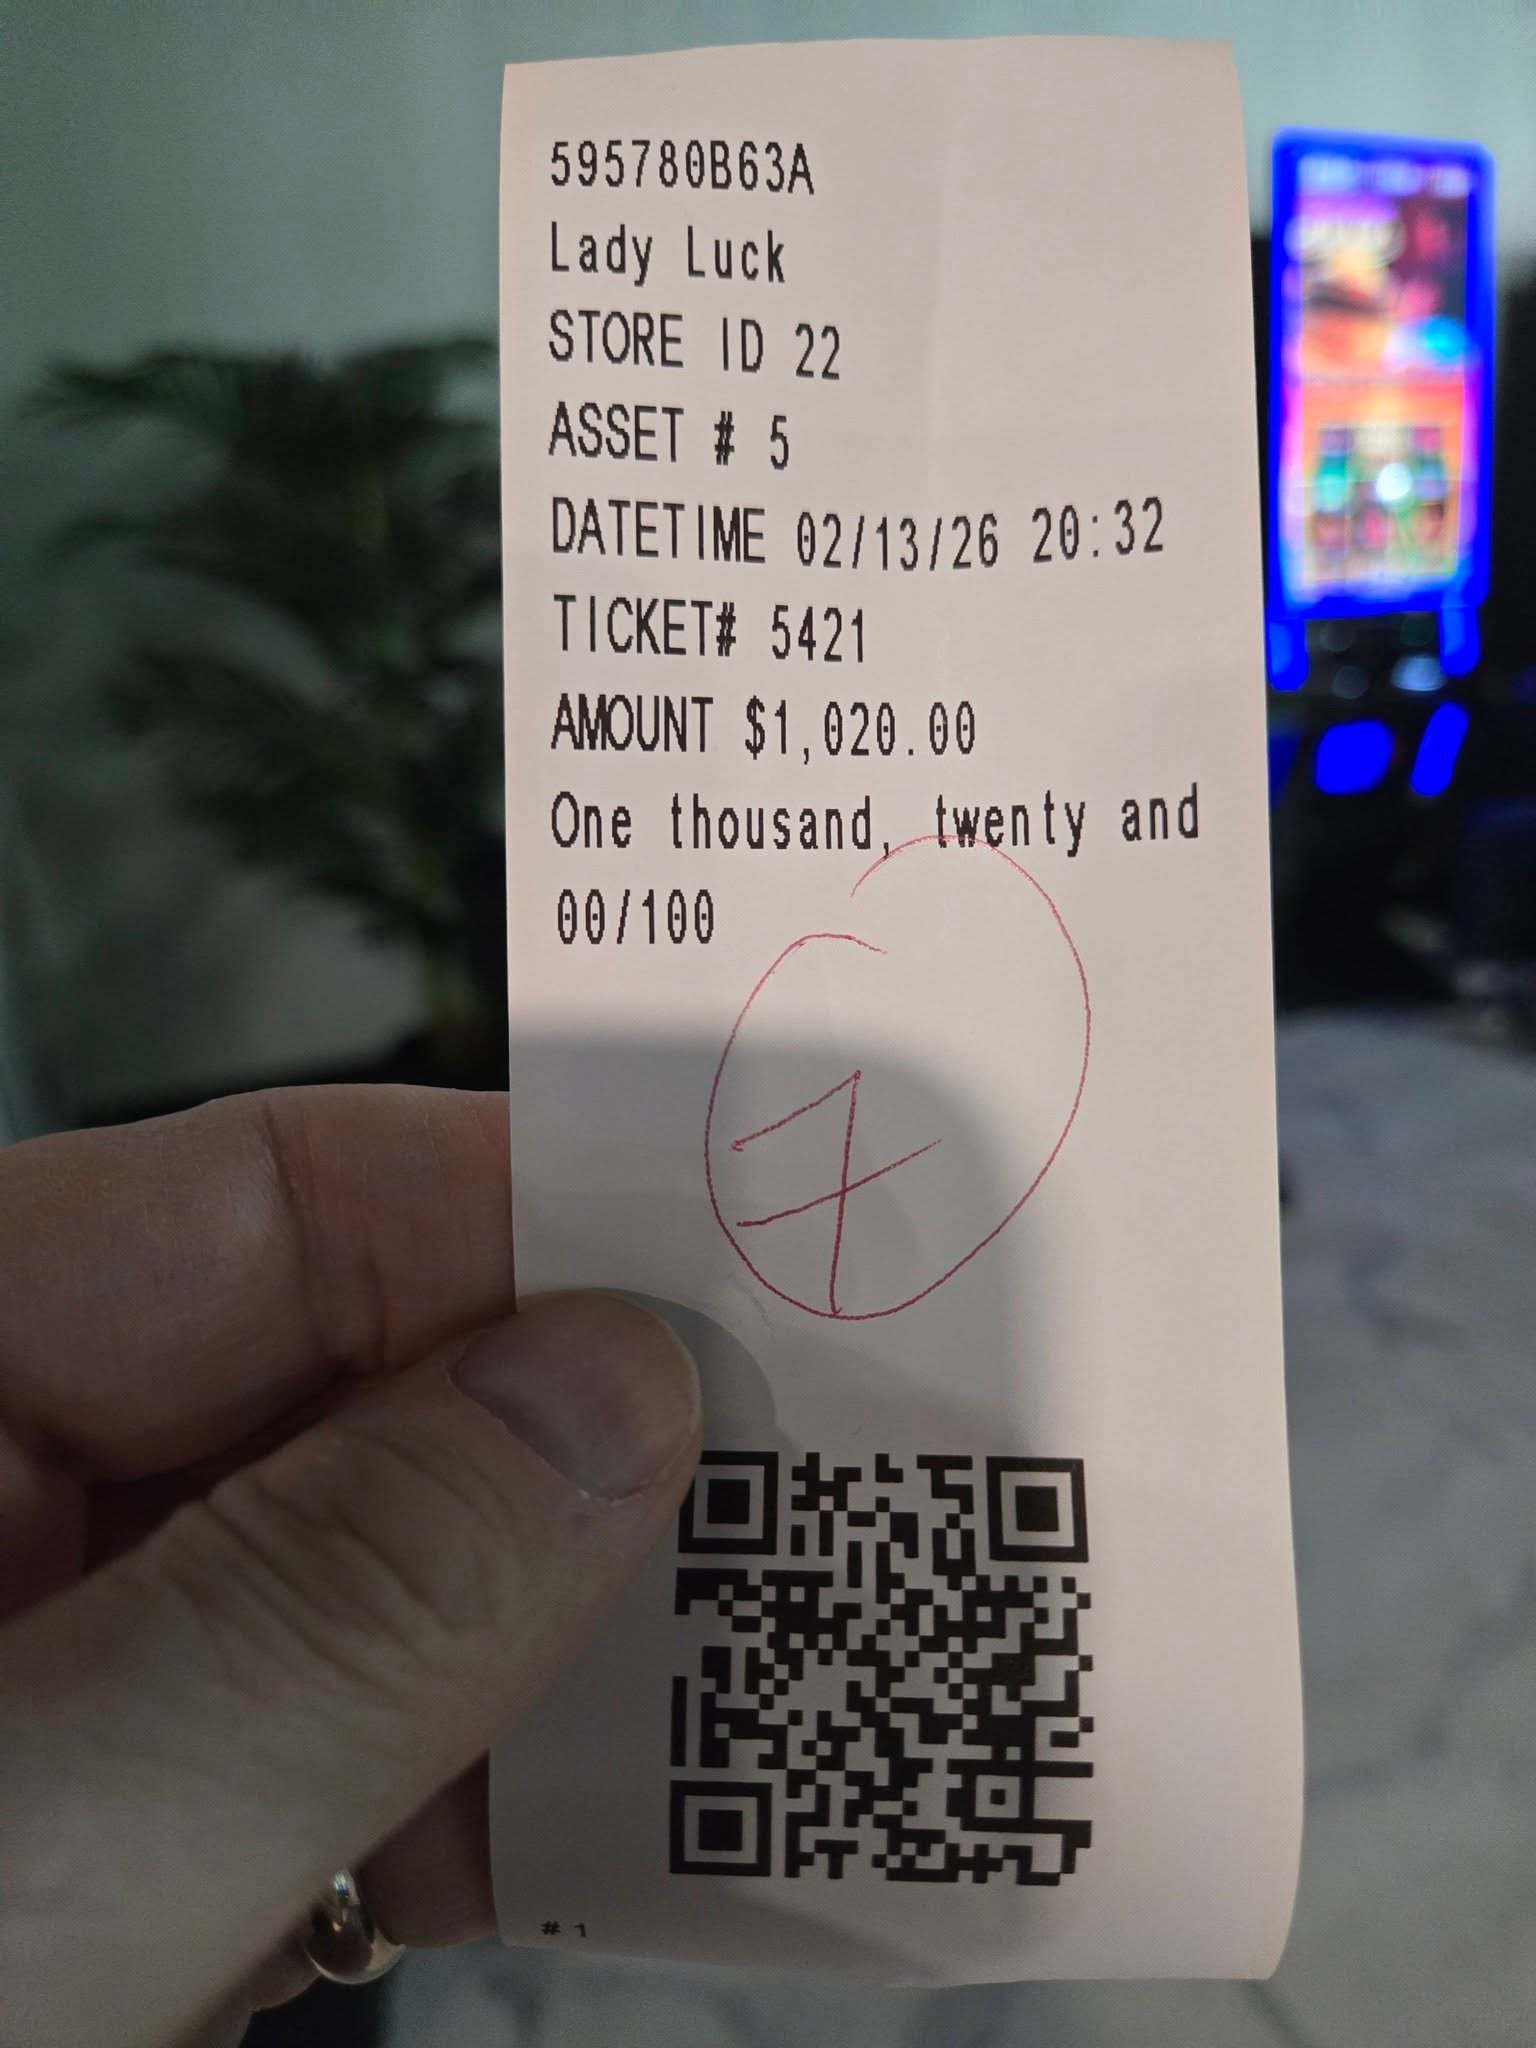 595780B63A
Lady Luck
STORE ID 22
ASSET # 5
DATETIME 02/13/26 20:32
TICKET# 5421
AMOUNT $1,020.00
One thousand, twenty and
00/100
7
# 1